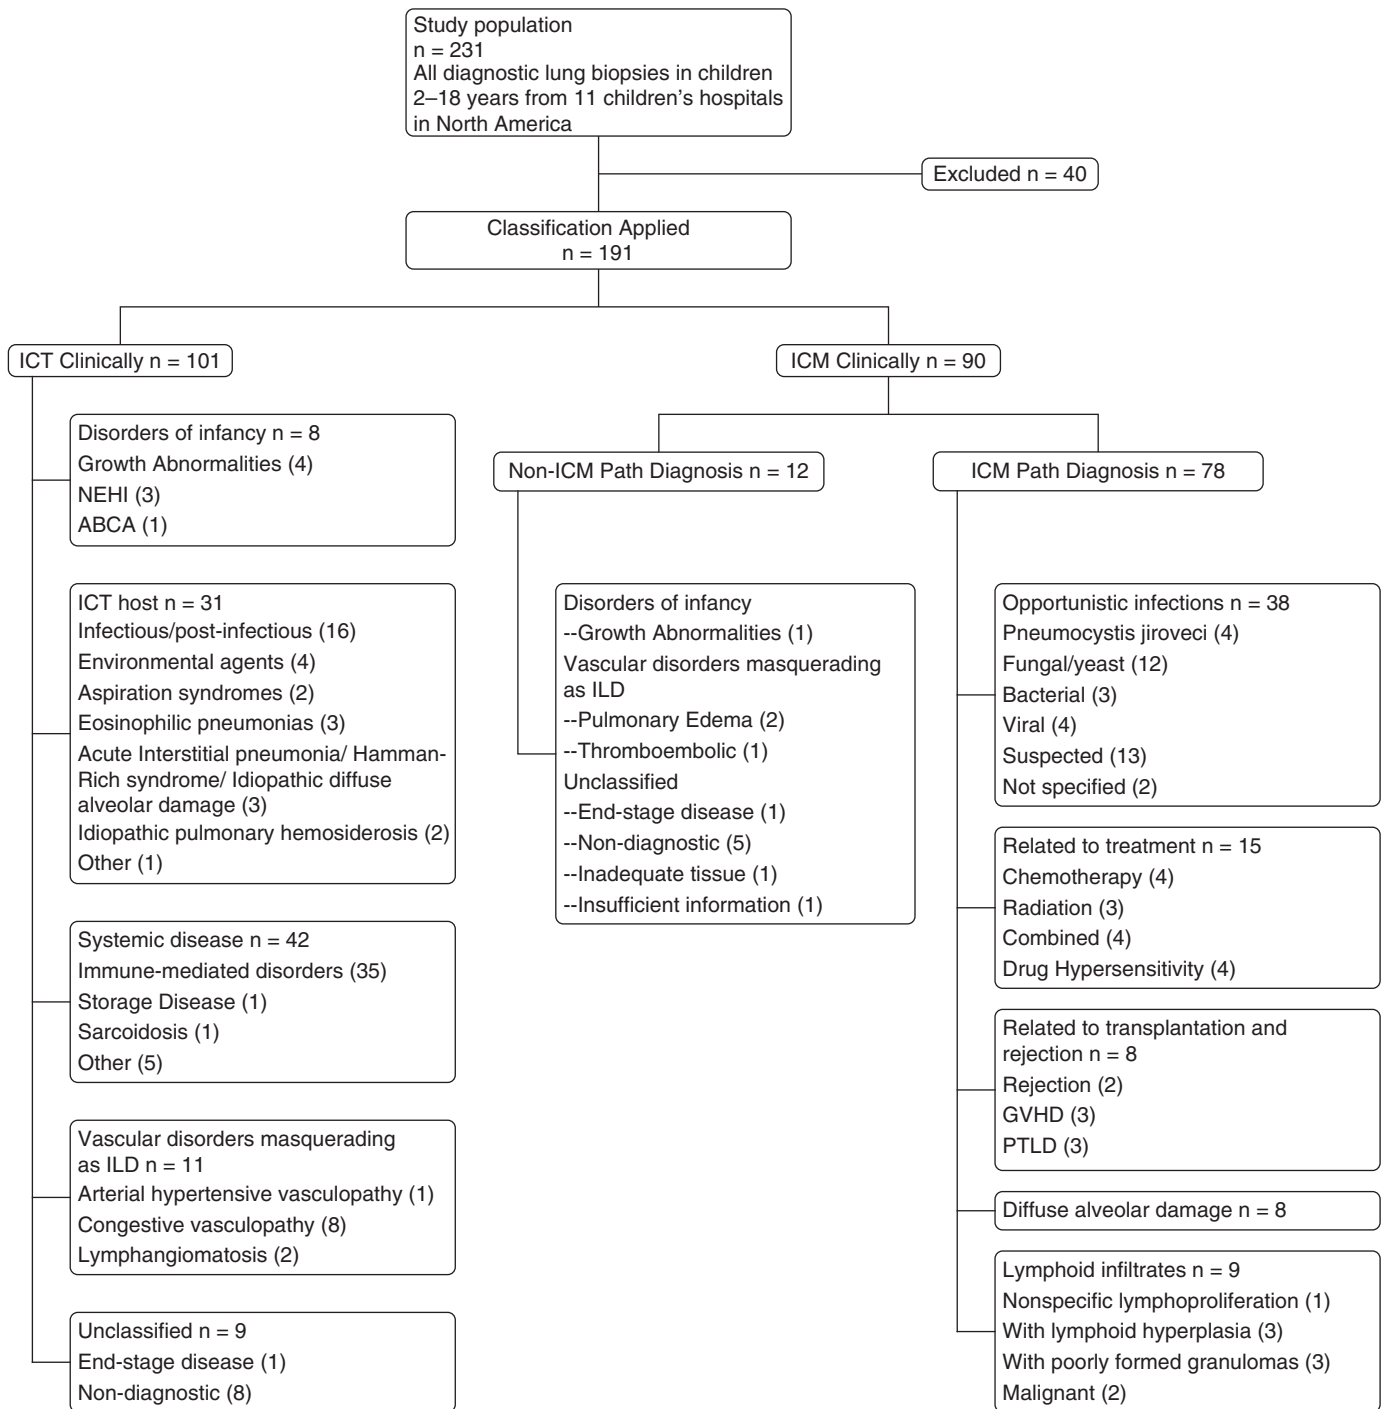 Study population
n = 231
All diagnostic lung biopsies in children
2–18 years from 11 children's hospitals
in North America
Excluded n = 40
Classification Applied
n = 191
ICT Clinically n = 101
ICM Clinically n = 90
Disorders of infancy n = 8
Growth Abnormalities (4)
NEHI (3)
ABCA (1)
ICT host n = 31
Infectious/post-infectious (16)
Environmental agents (4)
Aspiration syndromes (2)
Eosinophilic pneumonias (3)
Acute Interstitial pneumonia/ Hamman-
Rich syndrome/ Idiopathic diffuse
alveolar damage (3)
Idiopathic pulmonary hemosiderosis (2)
Other (1)
Systemic disease n = 42
Immune-mediated disorders (35)
Storage Disease (1)
Sarcoidosis (1)
Other (5)
Vascular disorders masquerading
as ILD n = 11
Arterial hypertensive vasculopathy (1)
Congestive vasculopathy (8)
Lymphangiomatosis (2)
Unclassified n = 9
End-stage disease (1)
Non-diagnostic (8)
Non-ICM Path Diagnosis n = 12
Disorders of infancy
--Growth Abnormalities (1)
Vascular disorders masquerading
as ILD
--Pulmonary Edema (2)
--Thromboembolic (1)
Unclassified
--End-stage disease (1)
--Non-diagnostic (5)
--Inadequate tissue (1)
--Insufficient information (1)
ICM Path Diagnosis n = 78
Opportunistic infections n = 38
Pneumocystis jiroveci (4)
Fungal/yeast (12)
Bacterial (3)
Viral (4)
Suspected (13)
Not specified (2)
Related to treatment n = 15
Chemotherapy (4)
Radiation (3)
Combined (4)
Drug Hypersensitivity (4)
Related to transplantation and
rejection n = 8
Rejection (2)
GVHD (3)
PTLD (3)
Diffuse alveolar damage n = 8
Lymphoid infiltrates n = 9
Nonspecific lymphoproliferation (1)
With lymphoid hyperplasia (3)
With poorly formed granulomas (3)
Malignant (2)